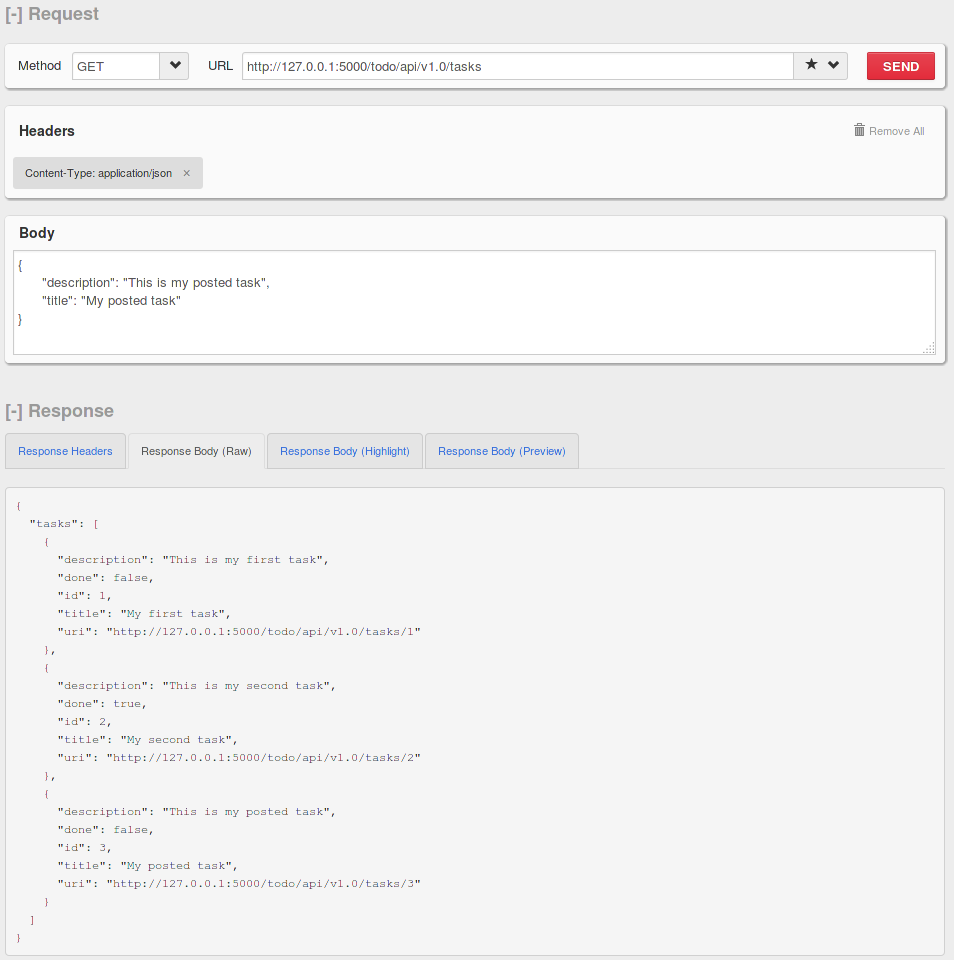 [-] Request
Method GET URL http://127.0.0.1:5000/todo/api/v1.0/tasks SEND
Headers Remove All
Content-Type: application/json ×
Body
{
"description": "This is my posted task",
"title": "My posted task"
}
[-] Response
Response Headers Response Body (Raw) Response Body (Highlight) Response Body (Preview)
{
"tasks": [
{
"description": "This is my first task",
"done": false,
"id": 1,
"title": "My first task",
"uri": "http://127.0.0.1:5000/todo/api/v1.0/tasks/1"
},
{
"description": "This is my second task",
"done": true,
"id": 2,
"title": "My second task",
"uri": "http://127.0.0.1:5000/todo/api/v1.0/tasks/2"
},
{
"description": "This is my posted task",
"done": false,
"id": 3,
"title": "My posted task",
"uri": "http://127.0.0.1:5000/todo/api/v1.0/tasks/3"
}
]
}